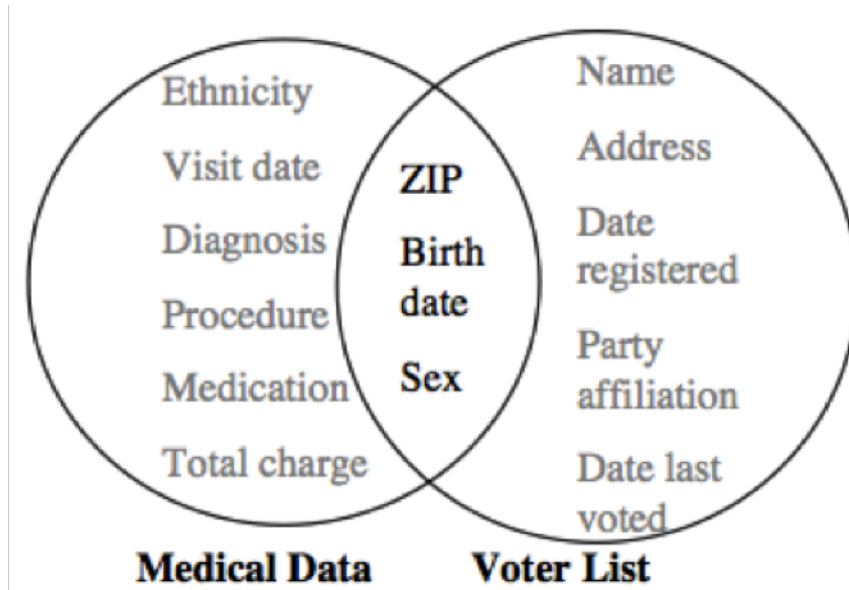 Ethnicity
Visit date
Diagnosis
Procedure
Medication
Total charge
ZIP
Birth
date
Sex
Name
Address
Date
registered
Party
affiliation
Date last
voted
Medical Data
Voter List